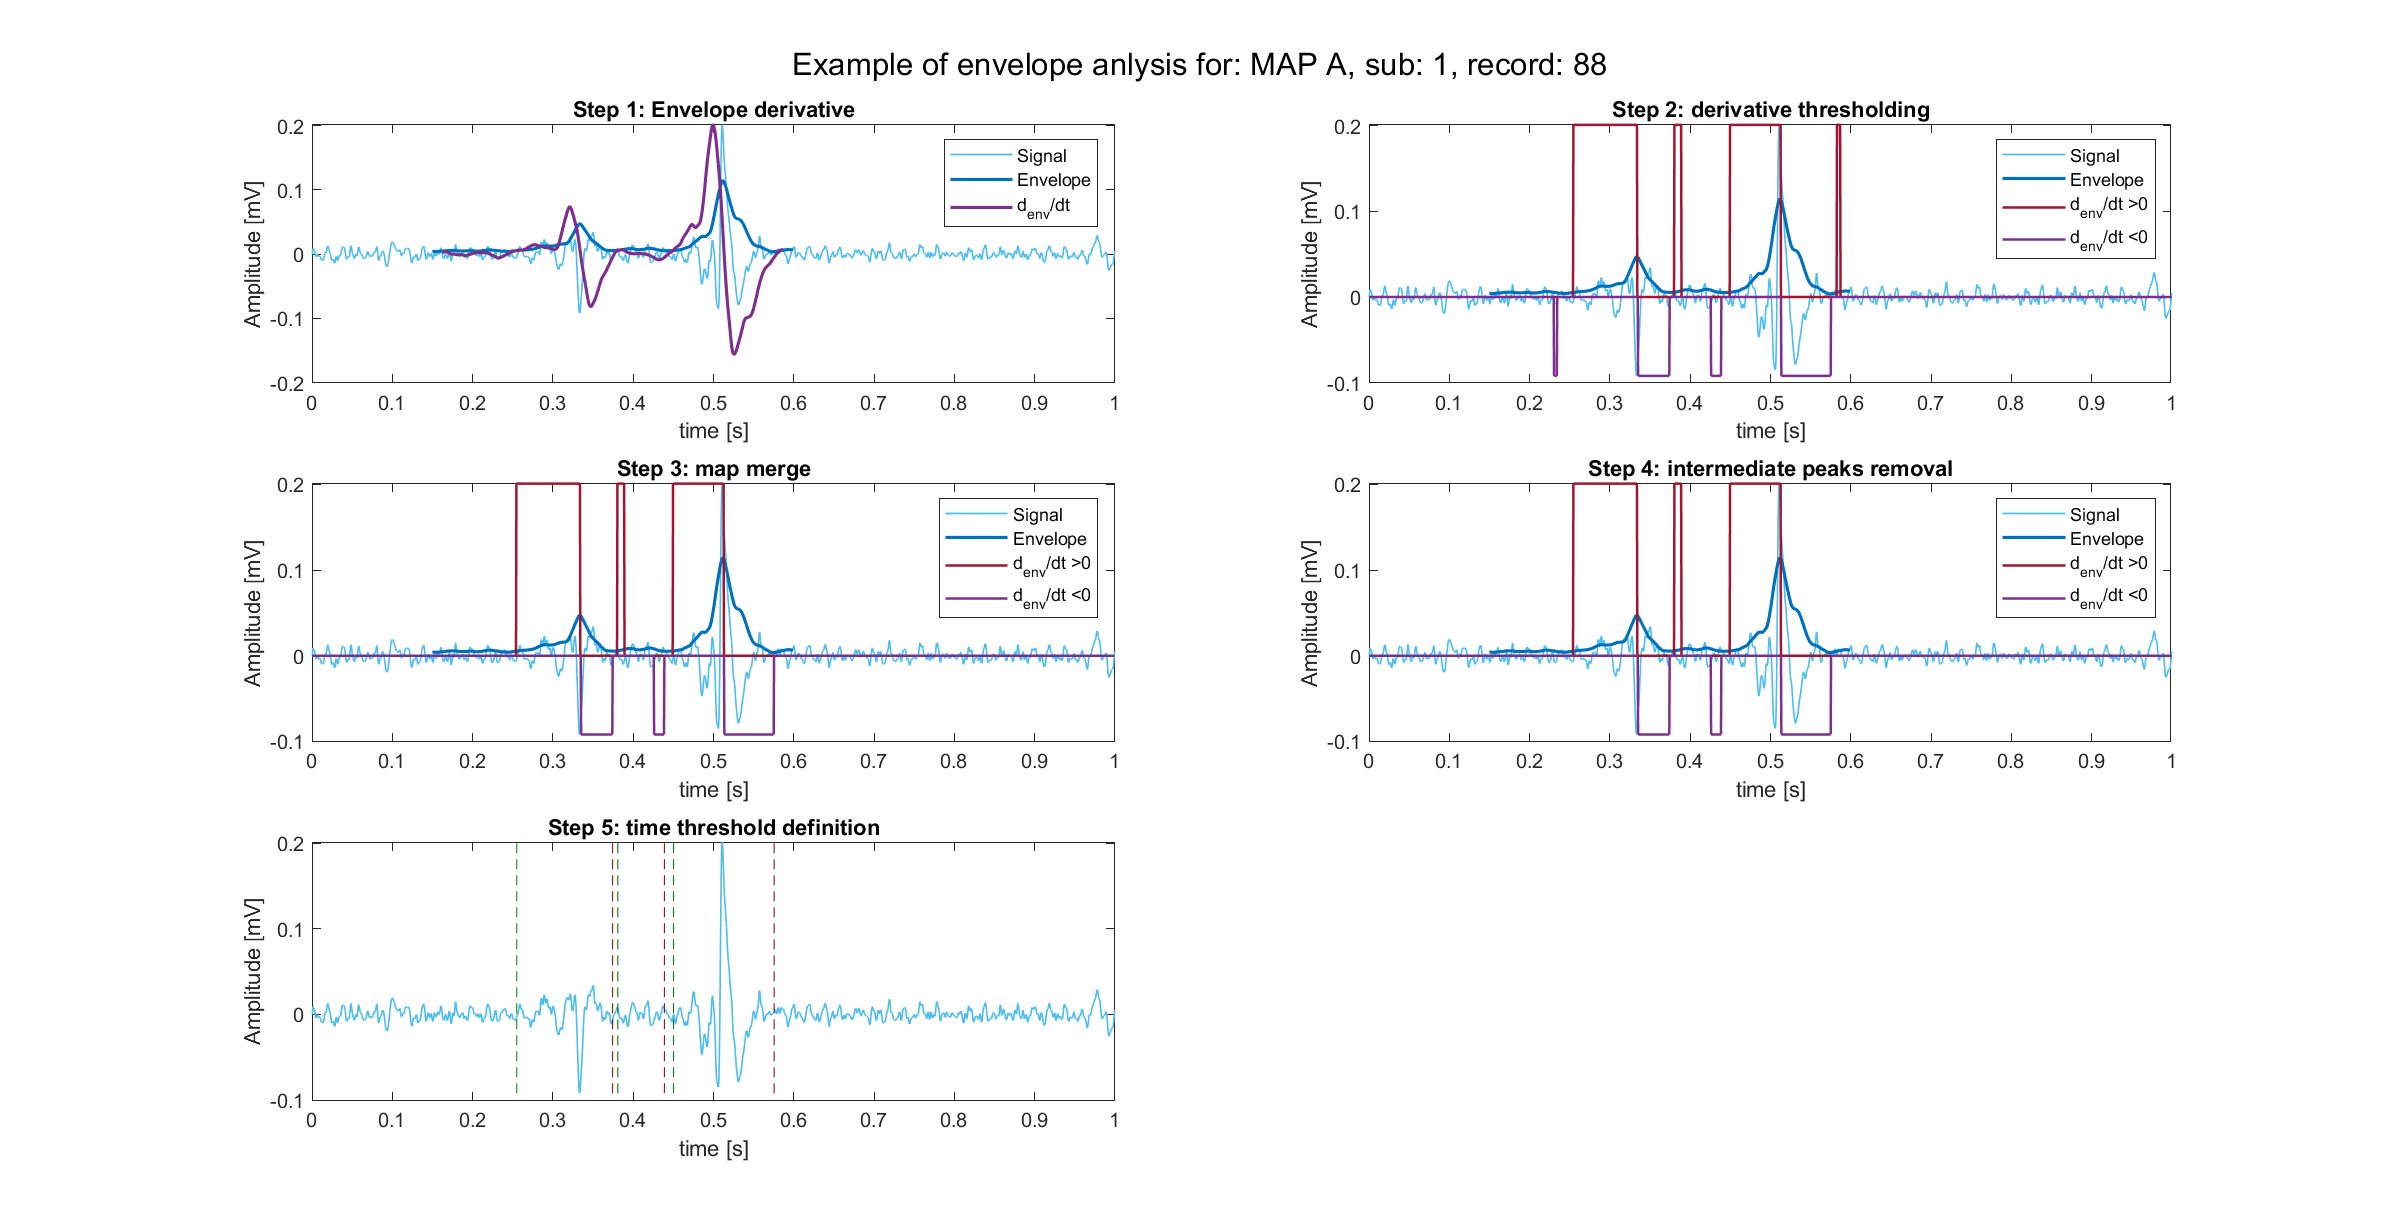 Example of envelope anlysis for: MAP A, sub: 1, record: 88
Step 1: Envelope derivative
Amplitude [mV]
0.2
0.1
0
-0.1
-0.2
0 0.1 0.2 0.3 0.4 0.5 0.6 0.7 0.8 0.9 1
time [s]
Signal
Envelope
d_env/dt
Step 2: derivative thresholding
Amplitude [mV]
0.2
0.1
0
-0.1
0 0.1 0.2 0.3 0.4 0.5 0.6 0.7 0.8 0.9 1
time [s]
Signal
Envelope
d_env/dt >0
d_env/dt <0
Step 3: map merge
Amplitude [mV]
0.2
0.1
0
-0.1
0 0.1 0.2 0.3 0.4 0.5 0.6 0.7 0.8 0.9 1
time [s]
Signal
Envelope
d_env/dt >0
d_env/dt <0
Step 4: intermediate peaks removal
Amplitude [mV]
0.2
0.1
0
-0.1
0 0.1 0.2 0.3 0.4 0.5 0.6 0.7 0.8 0.9 1
time [s]
Signal
Envelope
d_env/dt >0
d_env/dt <0
Step 5: time threshold definition
Amplitude [mV]
0.2
0.1
0
-0.1
0 0.1 0.2 0.3 0.4 0.5 0.6 0.7 0.8 0.9 1
time [s]